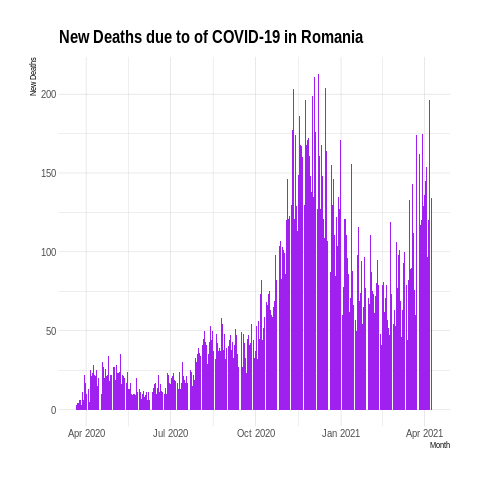 New Deaths due to of COVID-19 in Romania
New Deaths
200
150
100
50
0
Apr 2020
Jul 2020
Oct 2020
Jan 2021
Apr 2021
Month